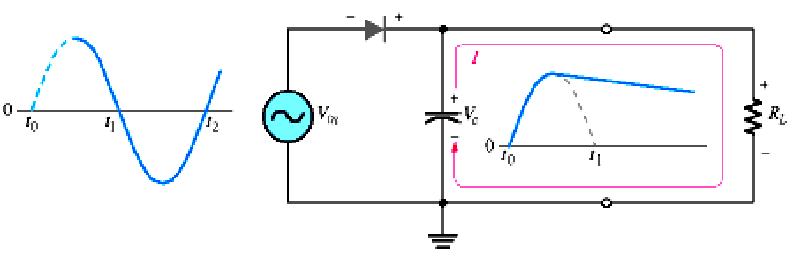 0
t0
t1
t2
− +
Vin
+
VC
−
I
0
t0
t1
+
RL
−